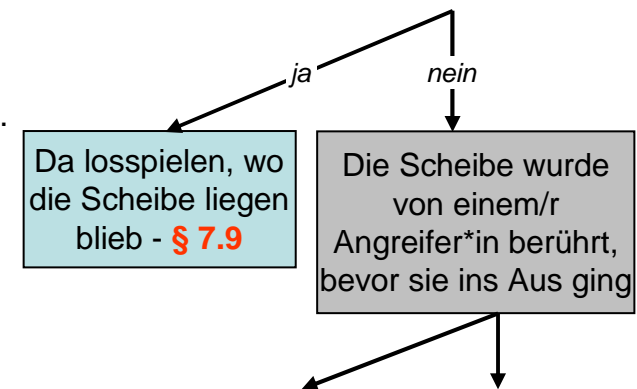 ja
nein
.
Da losspielen, wo
die Scheibe liegen
blieb - § 7.9
Die Scheibe wurde
von einem/r
Angreifer*in berührt,
bevor sie ins Aus ging